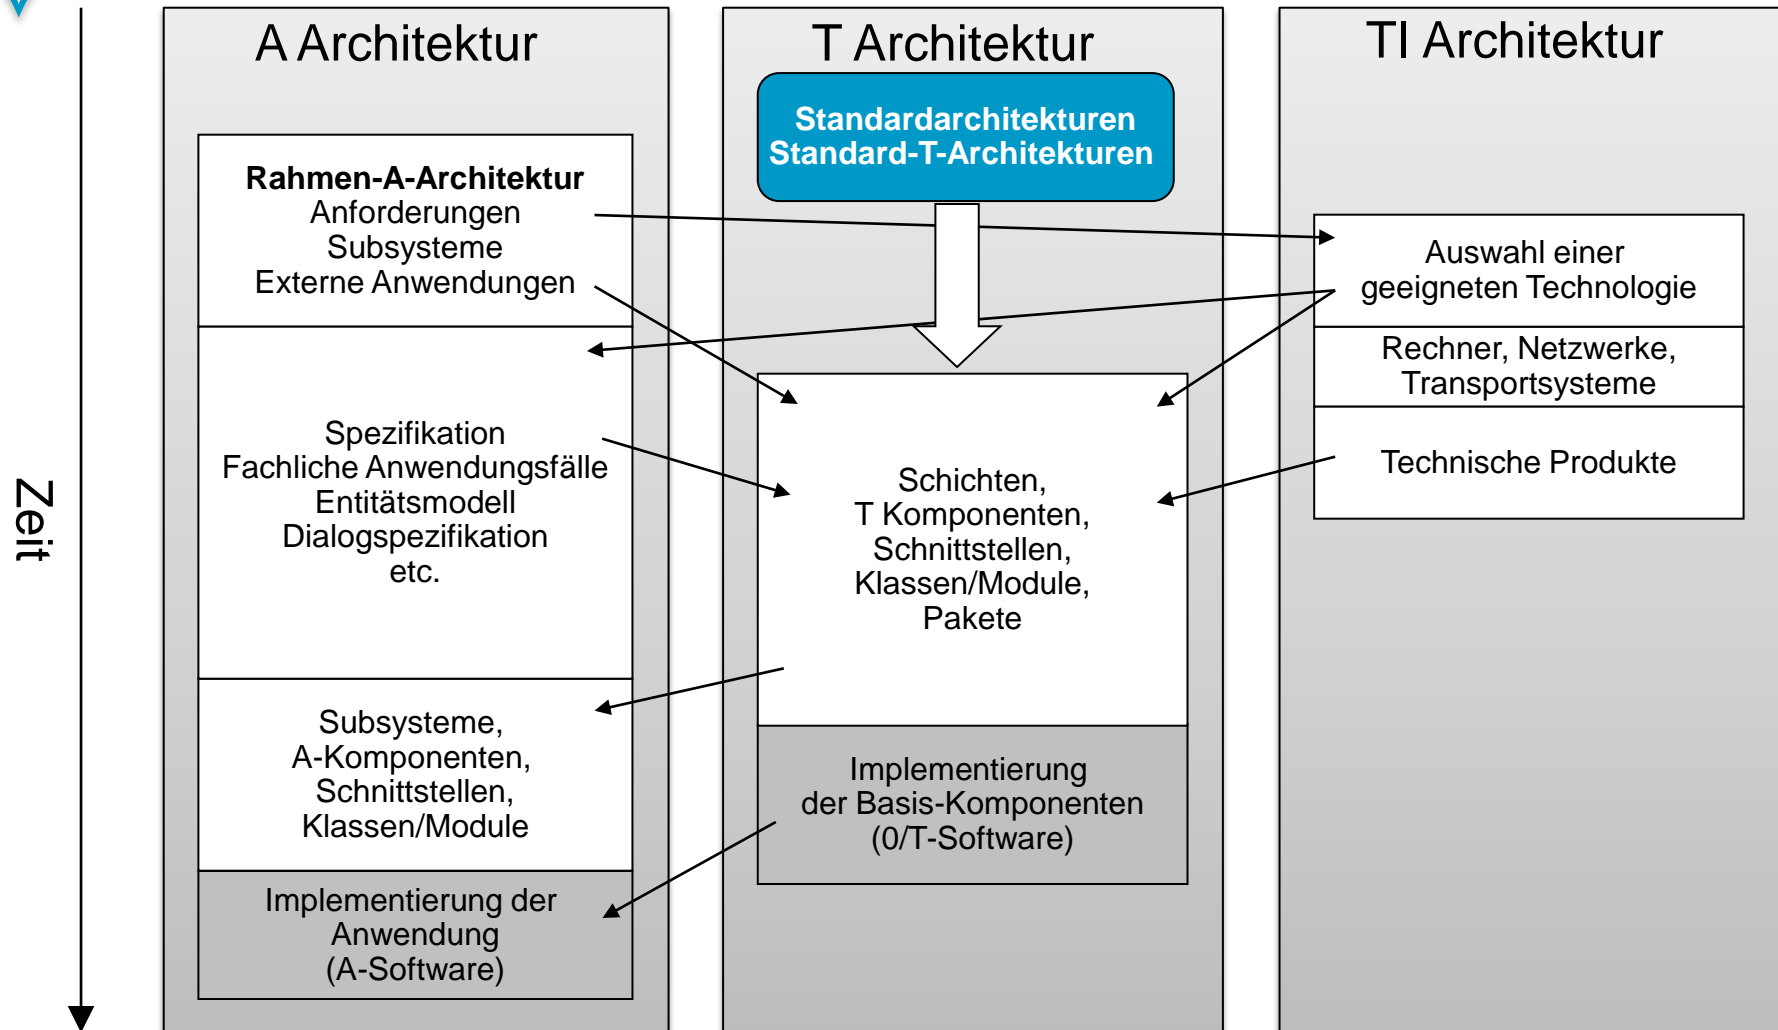 Zeit
A Architektur
Rahmen-A-Architektur
Anforderungen
Subsysteme
Externe Anwendungen
Spezifikation
Fachliche Anwendungsfälle
Entitätsmodell
Dialogspezifikation
etc.
Subsysteme,
A-Komponenten,
Schnittstellen,
Klassen/Module
Implementierung der
Anwendung
(A-Software)
T Architektur
Standardarchitekturen
Standard-T-Architekturen
Schichten,
T Komponenten,
Schnittstellen,
Klassen/Module,
Pakete
Implementierung
der Basis-Komponenten
(0/T-Software)
TI Architektur
Auswahl einer
geeigneten Technologie
Rechner, Netzwerke,
Transportsysteme
Technische Produkte